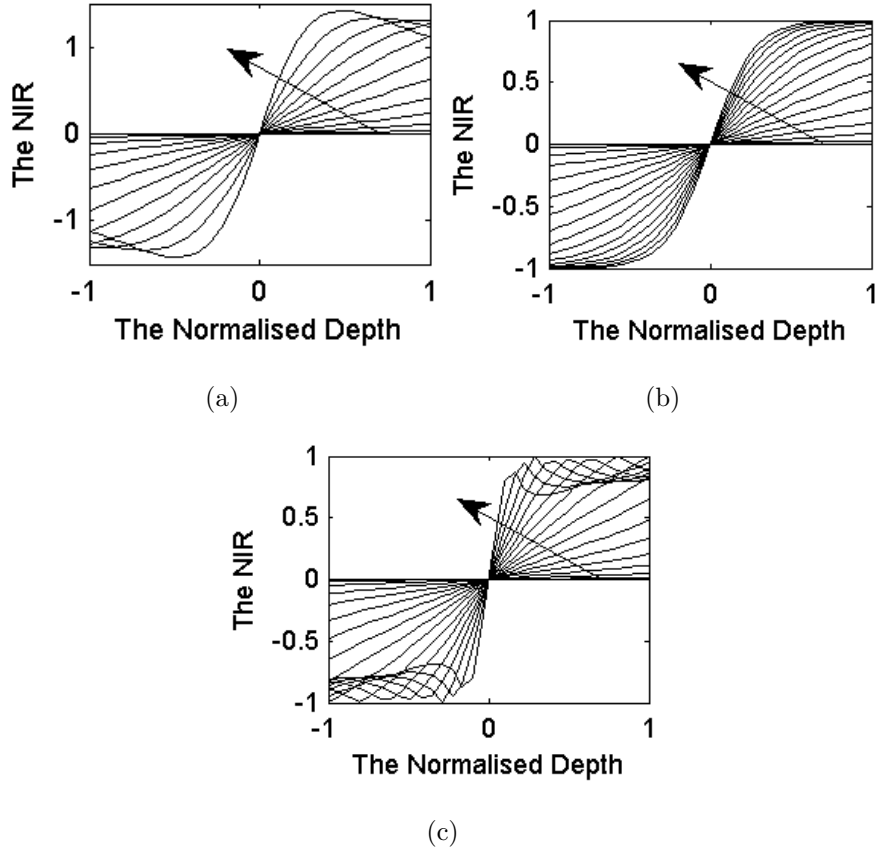 The NIR
1
0
-1
-1
0
1
The Normalised Depth
(a)
The NIR
1
0.5
0
-0.5
-1
-1
0
1
The Normalised Depth
(b)
The NIR
1
0.5
0
-0.5
-1
-1
0
1
The Normalised Depth
(c)